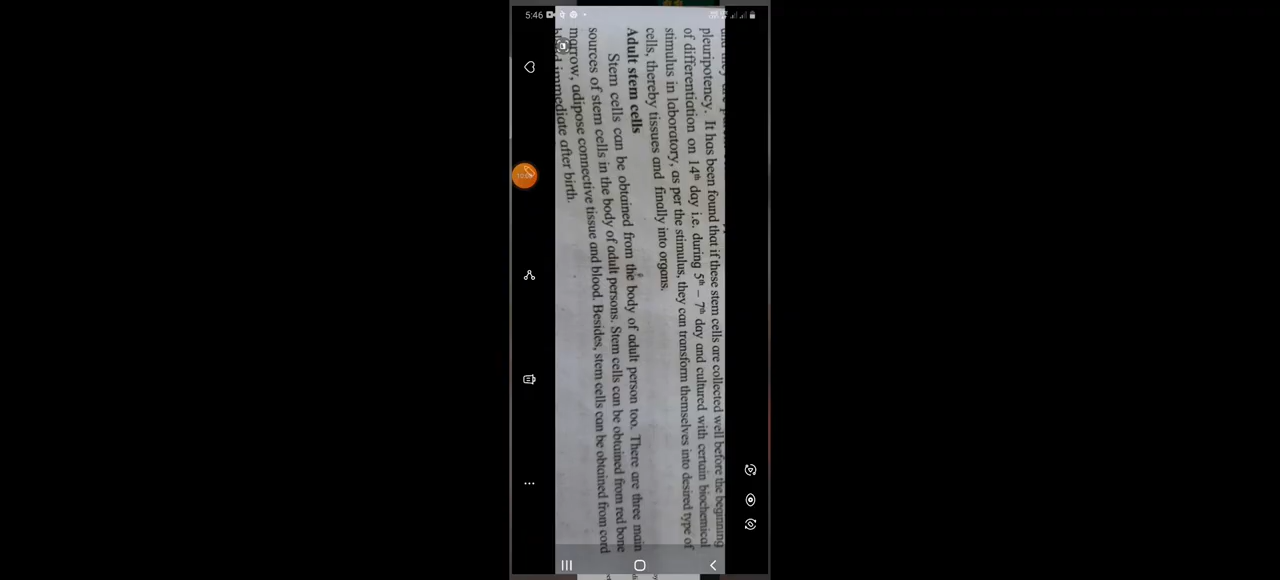 5:46
pleuripotency. It has been found that if these stem cells are collected well before the beginning
of differentiation on 14th day i.e. during 5th – 7th day and cultured with certain biochemical
stimulus in laboratory, as per the stimulus, they can transform themselves into desired type of
cells, thereby tissues and finally into organs.
Adult stem cells
Stem cells can be obtained from the body of adult person too. There are three main
sources of stem cells in the body of adult persons. Stem cells can be obtained from red bone
marrow, adipose connective tissue and blood. Besides, stem cells can be obtained from cord
immediate after birth.